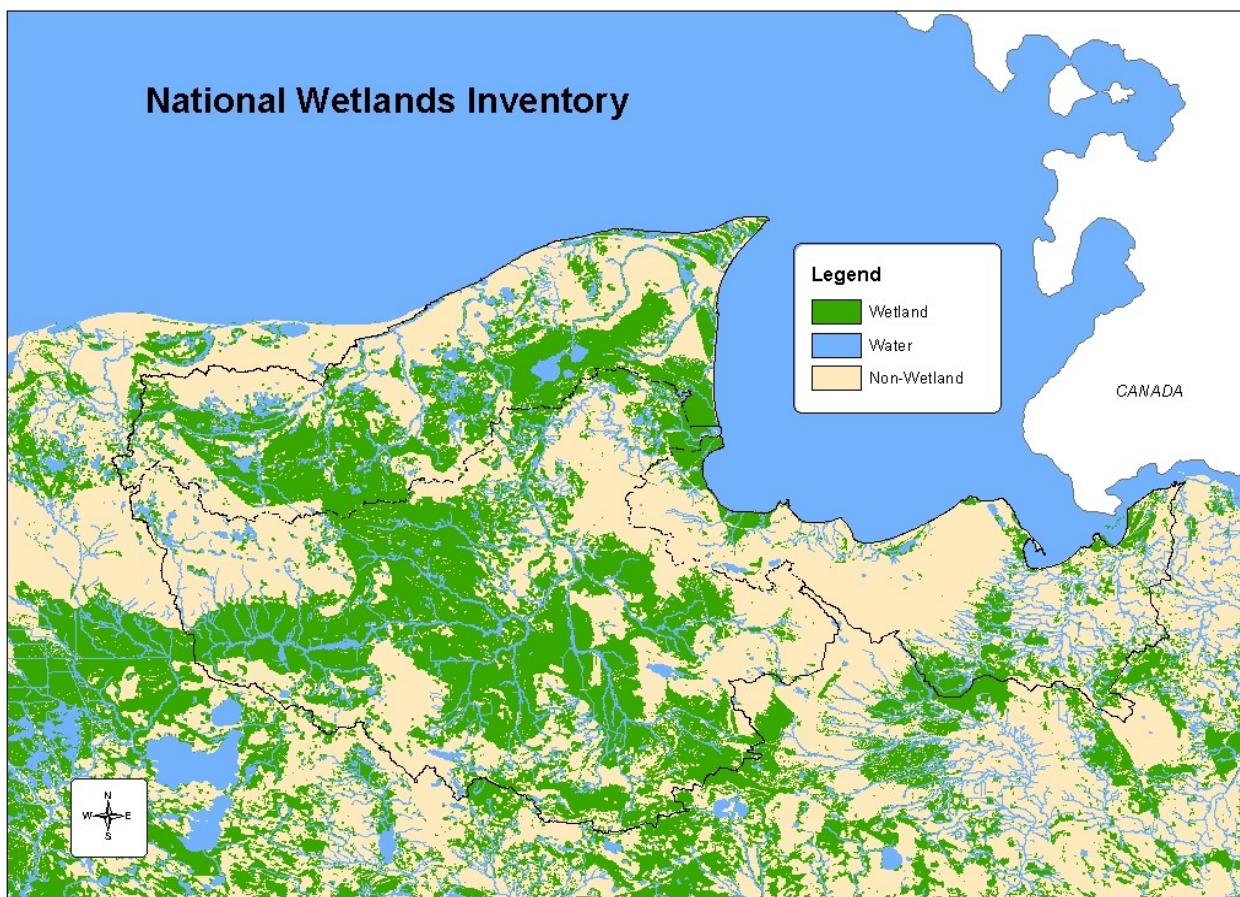 National Wetlands Inventory
Legend
Wetland
Water
Non-Wetland
CANADA
N
W E
S